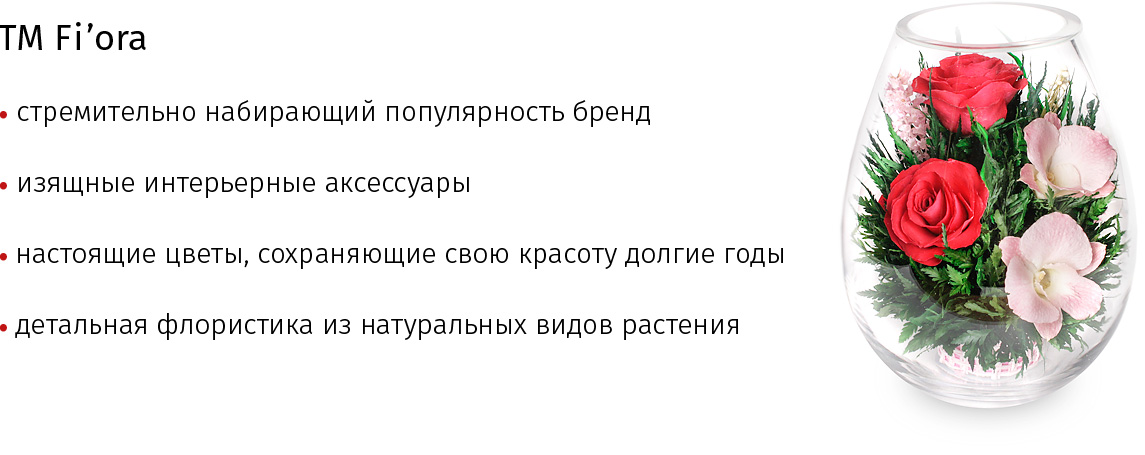 ТМ Fi’ora
• стремительно набирающий популярность бренд
• изящные интерьерные аксессуары
• настоящие цветы, сохраняющие свою красоту долгие годы
• детальная флористика из натуральных видов растения